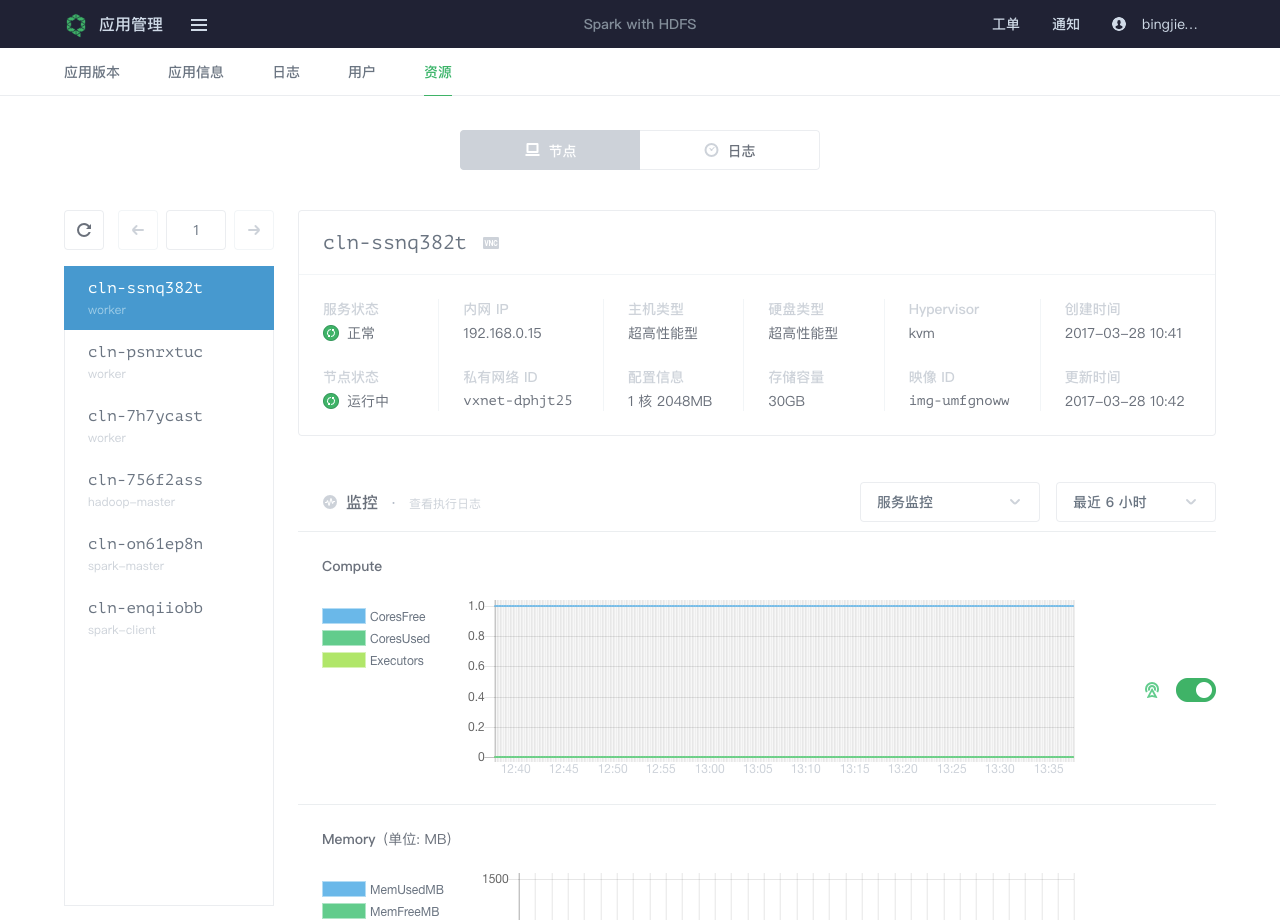 应用管理
Spark with HDFS
工单
通知
bingjie...
应用版本
应用信息
日志
用户
资源
节点
日志
1
cln-ssnq382t
worker
cln-psnrxtuc
worker
cln-7h7ycast
worker
cln-756f2ass
hadoop-master
cln-on61ep8n
spark-master
cln-enqiiobb
spark-client
cln-ssnq382t
VNC
服务状态
正常
节点状态
运行中
内网 IP
192.168.0.15
私有网络 ID
vxnet-dphjt25
主机类型
超高性能型
配置信息
1 核 2048MB
硬盘类型
超高性能型
存储容量
30GB
Hypervisor
kvm
映像 ID
img-umfgnoww
创建时间
2017-03-28 10:41
更新时间
2017-03-28 10:42
监控 · 查看执行日志
服务监控
最近 6 小时
Compute
CoresFree
CoresUsed
Executors
1.0
0.8
0.6
0.4
0.2
0
12:40 12:45 12:50 12:55 13:00 13:05 13:10 13:15 13:20 13:25 13:30 13:35
Memory（单位: MB）
MemUsedMB
MemFreeMB
1500